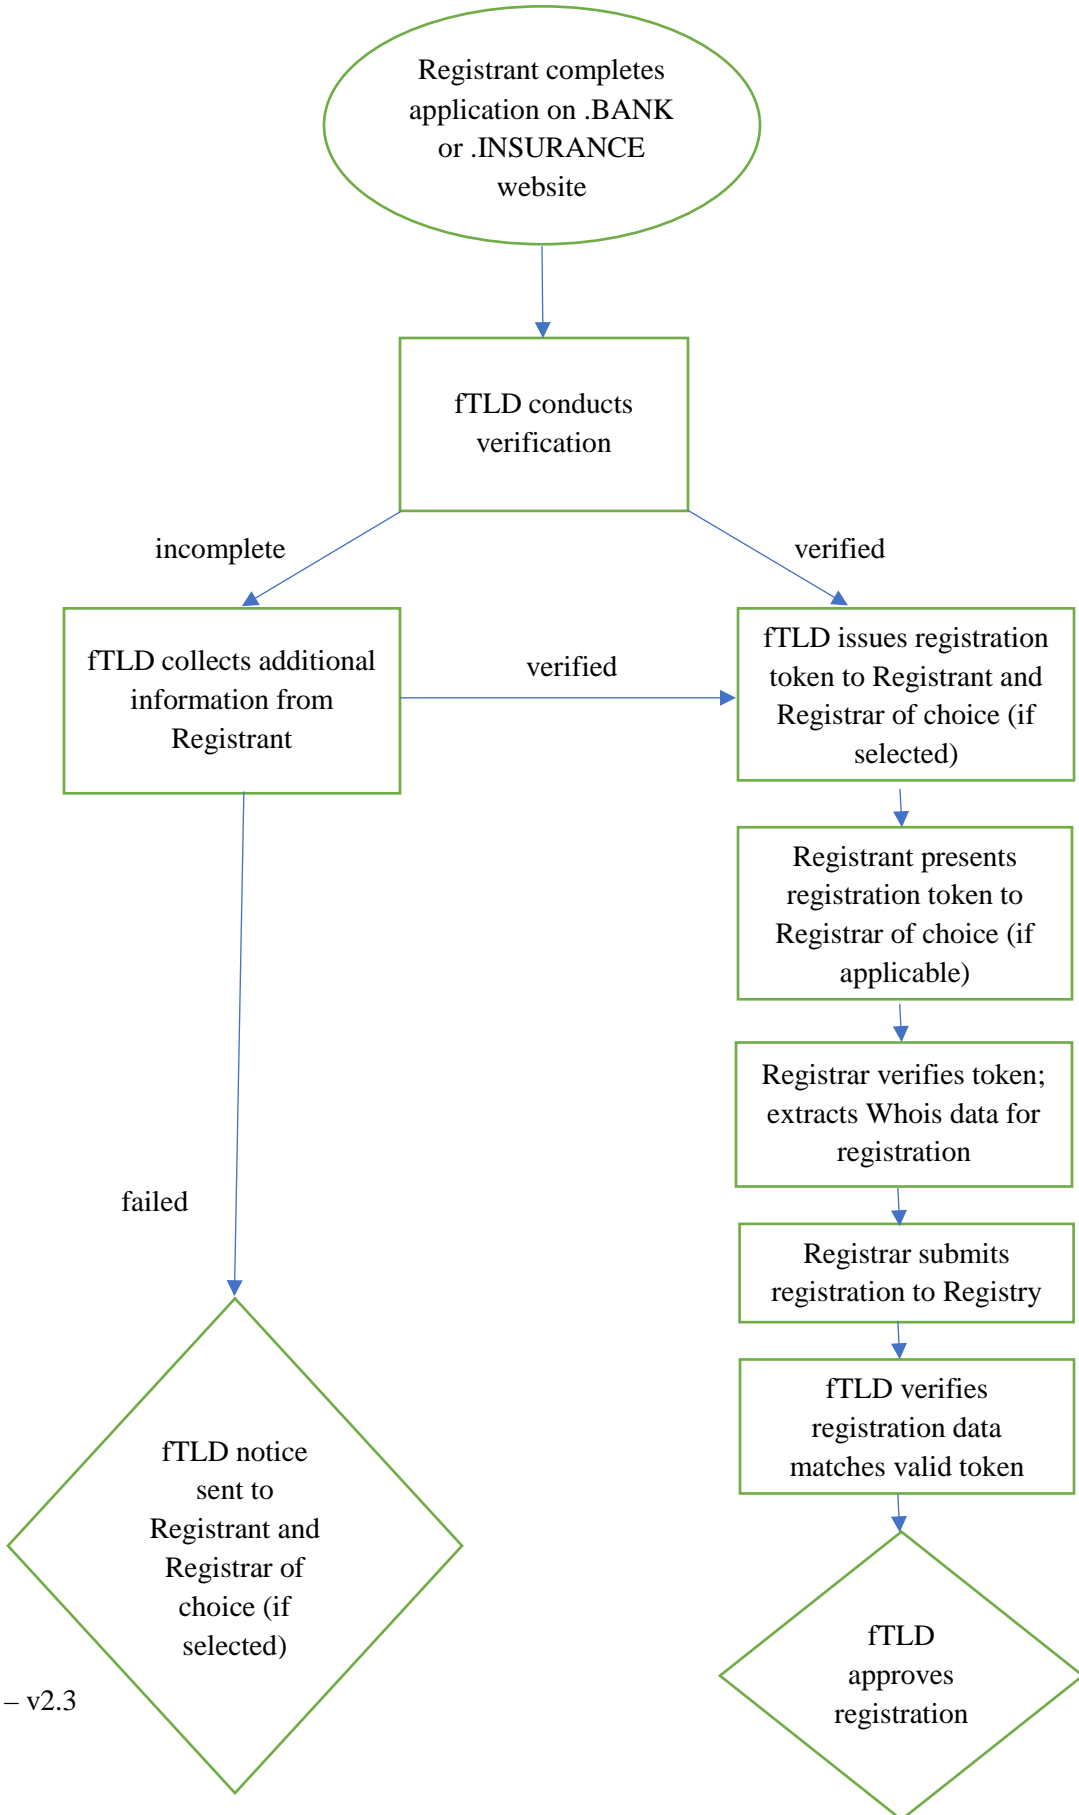 Registrant completes
application on .BANK
or .INSURANCE
website
fTLD conducts
verification
incomplete
verified
fTLD collects additional
information from
Registrant
verified
fTLD issues registration
token to Registrant and
Registrar of choice (if
selected)
Registrant presents
registration token to
Registrar of choice (if
applicable)
Registrar verifies token;
extracts Whois data for
registration
failed
Registrar submits
registration to Registry
fTLD verifies
registration data
matches valid token
fTLD notice
sent to
Registrant and
Registrar of
choice (if
selected)
fTLD
approves
registration
– v2.3